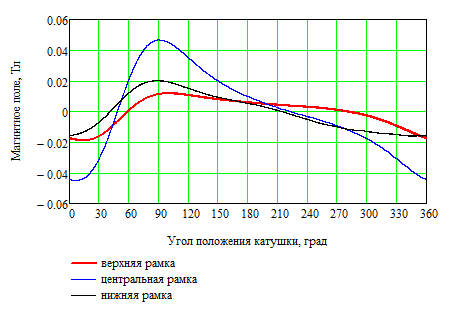 0.06
0.04
0.02
0
− 0.02
− 0.04
− 0.06
Магнитное поле, Тл
0 30 60 90 120 150 180 210 240 270 300 330 360
Угол положения катушки, град
верхняя рамка
центральная рамка
нижняя рамка